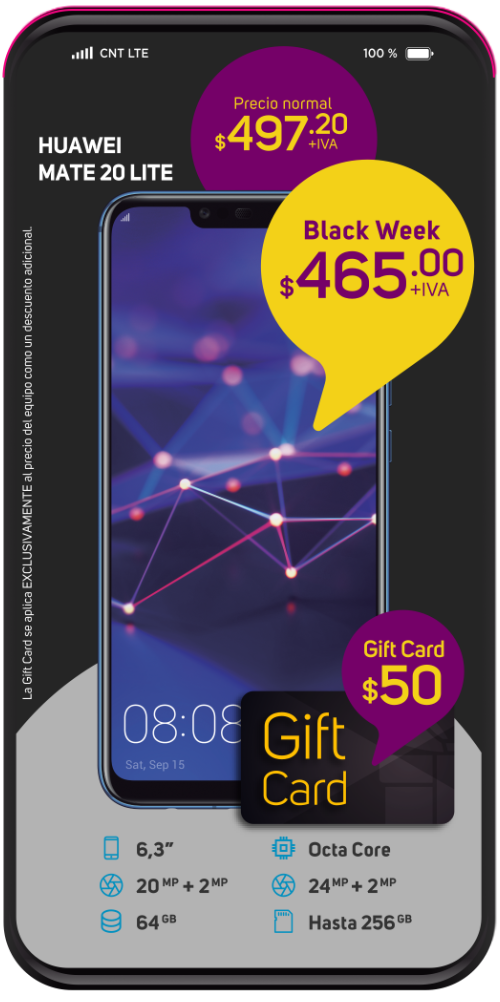 CNT LTE
100 %
Precio normal
$497.20
+IVA
HUAWEI
MATE 20 LITE
Black Week
$465.00
+IVA
La Gift Card se aplica EXCLUSIVAMENTE al precio del equipo como un descuento adicional.
Gift Card
$50
08:08
Sat, Sep 15
Gift
Card
6,3”
Octa Core
20 MP + 2 MP
24 MP + 2 MP
64 GB
Hasta 256 GB